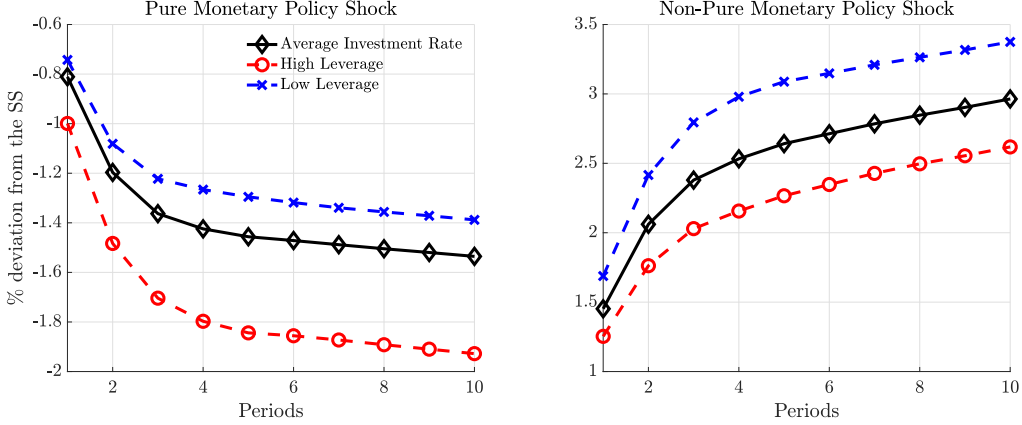 Pure Monetary Policy Shock
% deviation from the SS
-0.6
-0.8
-1
-1.2
-1.4
-1.6
-1.8
-2
Average Investment Rate
High Leverage
Low Leverage
2 4 6 8 10
Periods
Non-Pure Monetary Policy Shock
3.5
3
2.5
2
1.5
1
2 4 6 8 10
Periods